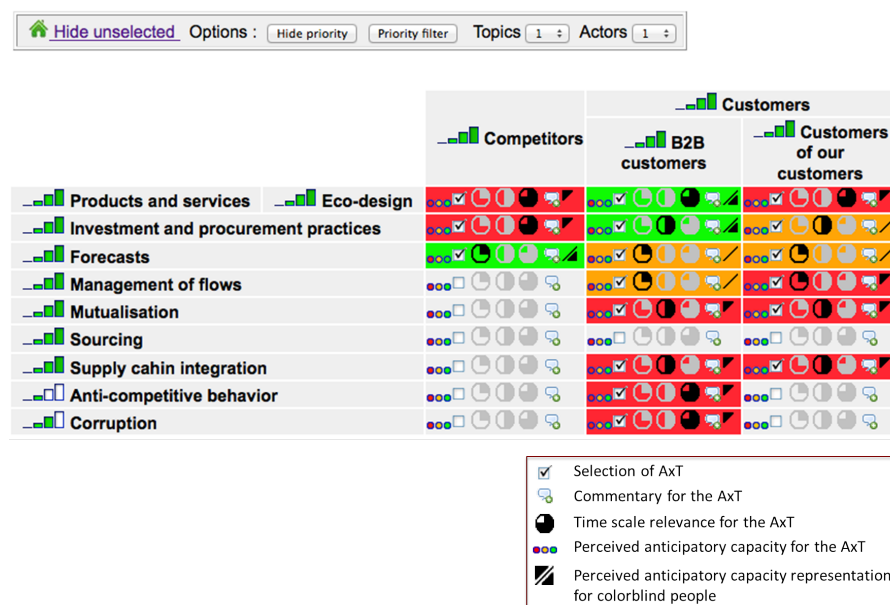 Hide unselected Options : Hide priority Priority filter Topics 1 Actors 1
Customers
Competitors
B2B
customers
Customers
of our
customers
Products and services Eco-design
Investment and procurement practices
Forecasts
Management of flows
Mutualisation
Sourcing
Supply cahin integration
Anti-competitive behavior
Corruption
Selection of AxT
Commentary for the AxT
Time scale relevance for the AxT
Perceived anticipatory capacity for the AxT
Perceived anticipatory capacity representation
for colorblind people